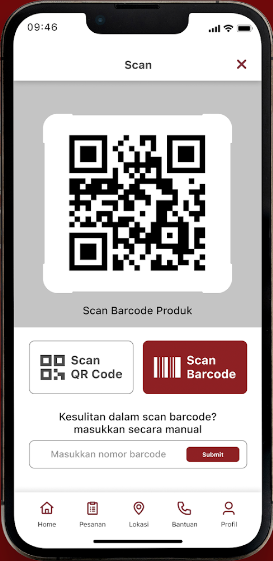 09:46
Scan
Scan Barcode Produk
Scan
QR Code
Scan
Barcode
Kesulitan dalam scan barcode?
masukkan secara manual
Masukkan nomor barcode
Submit
Home
Pesanan
Lokasi
Bantuan
Profil